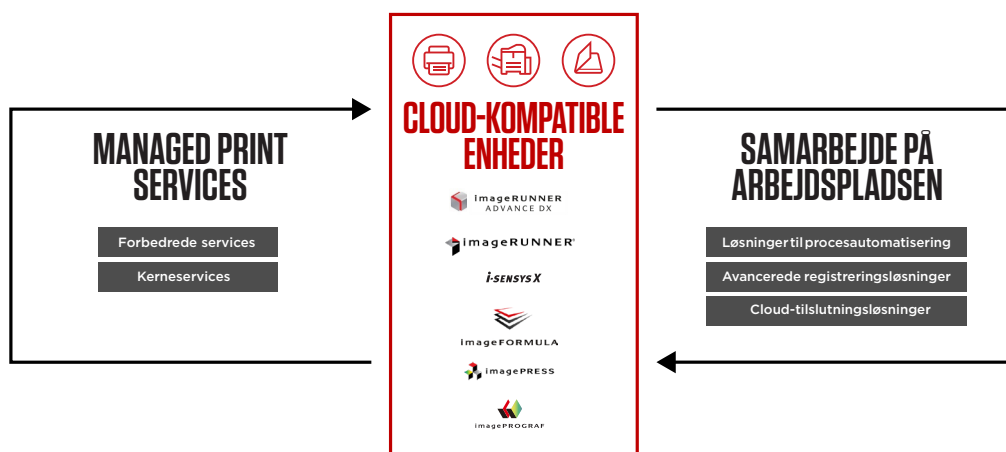 MANAGED PRINT
SERVICES
Forbedrede services
Kerneservices
CLOUD-KOMPATIBLE
ENHEDER
imageRUNNER
ADVANCE DX
imageRUNNER®
i-SENSYS X
imageFORMULA
imagePRESS
imagePROGRAF
SAMARBEJDE PÅ
ARBEJDSPLADSEN
Løsninger til procesautomatisering
Avancerede registreringsløsninger
Cloud-tilslutningsløsninger